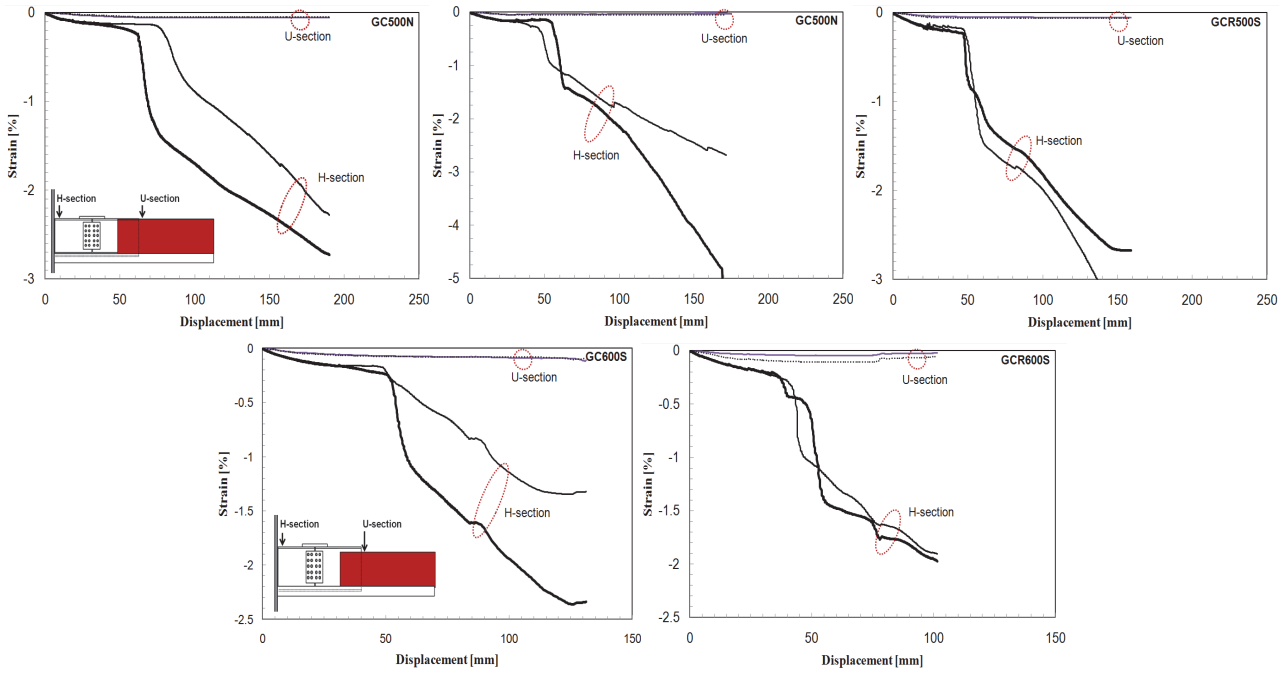 GC500N
U-section
H-section
H-section
U-section
Strain [%]
0
-1
-2
-3
0
50
100
150
200
250
Displacement [mm]
GC500N
U-section
H-section
Strain [%]
0
-1
-2
-3
-4
-5
0
50
100
150
200
250
Displacement [mm]
GCR500S
U-section
H-section
Strain [%]
0
-1
-2
-3
0
50
100
150
200
250
Displacement [mm]
GC600S
U-section
H-section
H-section
U-section
Strain [%]
0
-0.5
-1
-1.5
-2
-2.5
0
50
100
150
Displacement [mm]
GCR600S
U-section
H-section
Strain [%]
0
-0.5
-1
-1.5
-2
-2.5
0
50
100
150
Displacement [mm]